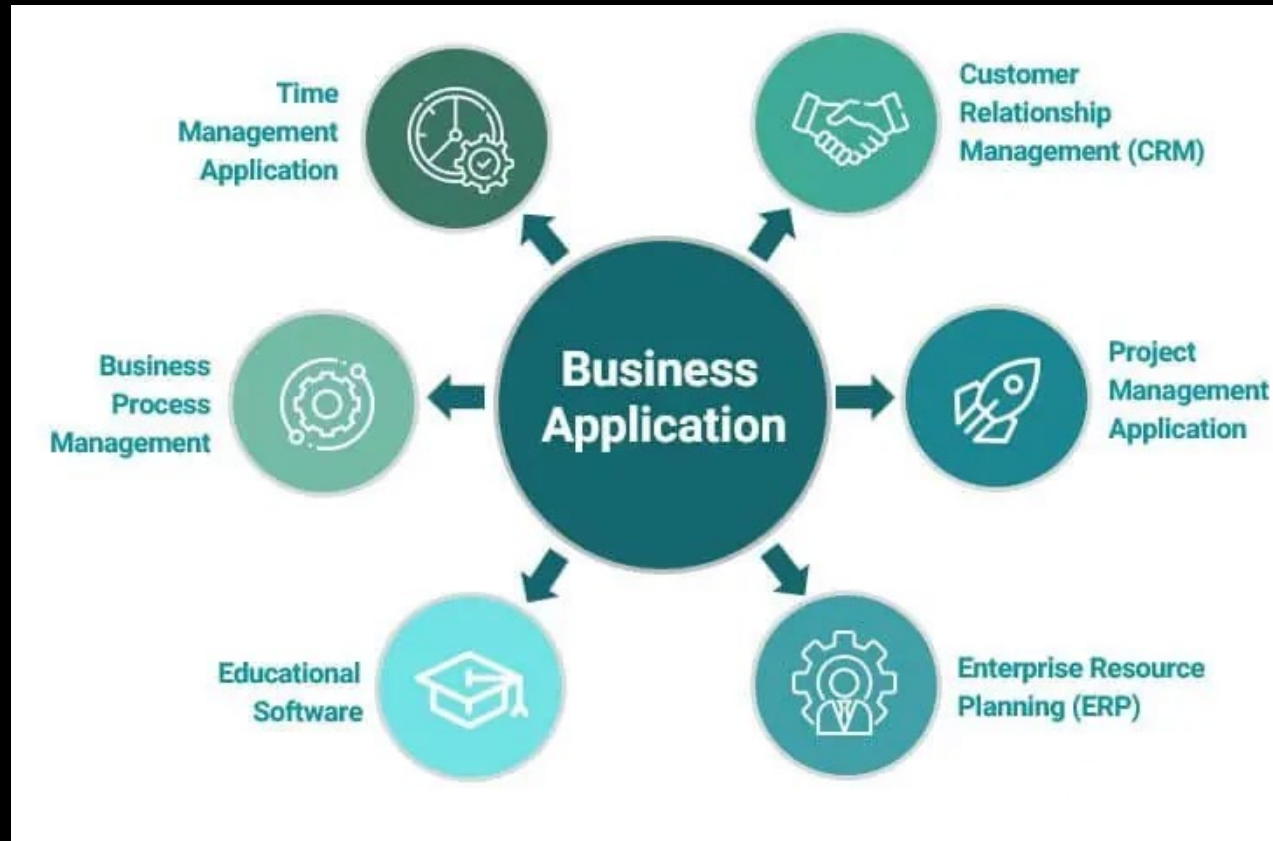 Time
Management
Application
Customer
Relationship
Management (CRM)
Business
Process
Management
Business
Application
Project
Management
Application
Educational
Software
Enterprise Resource
Planning (ERP)